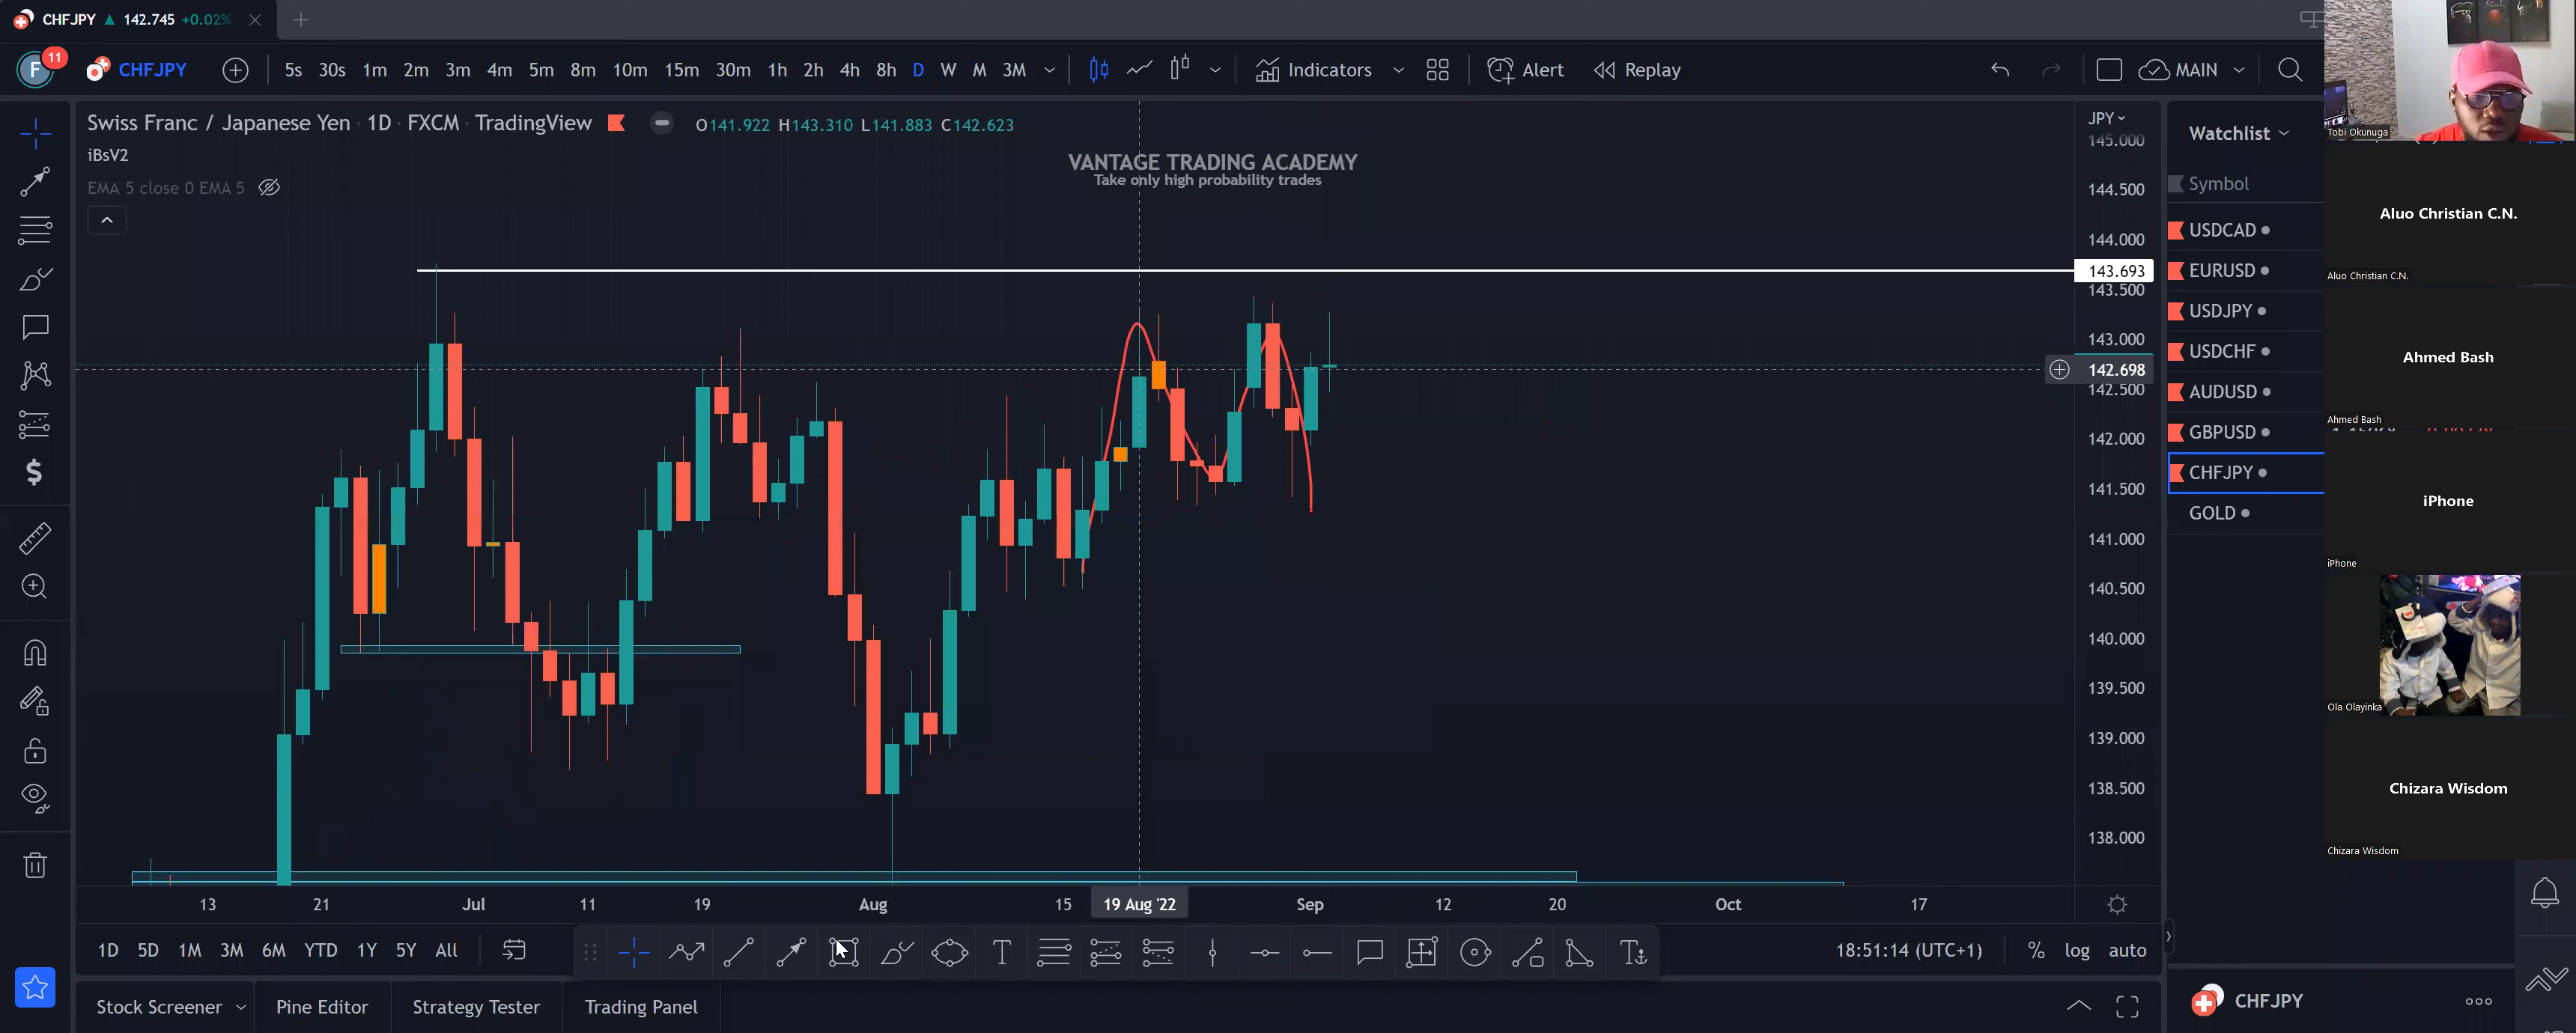 CHFJPY ▲ 142.745 +0.02%
F 11 CHFJPY 5s 30s 1m 2m 3m 4m 5m 8m 10m 15m 30m 1h 2h 4h 8h D W M 3M Indicators Alert Replay MAIN
Swiss Franc / Japanese Yen · 1D · FXCM · TradingView O141.922 H143.310 L141.883 C142.623
iBsV2
EMA 5 close 0 EMA 5
VANTAGE TRADING ACADEMY
Take only high probability trades
JPY
145.000
144.500
144.000
143.693
143.500
143.000
142.698
142.500
142.000
141.500
141.000
140.500
140.000
139.500
139.000
138.500
138.000
Watchlist
Symbol
USDCAD
EURUSD
USDJPY
USDCHF
AUDUSD
GBPUSD
CHFJPY
GOLD
Tobi Okunuga
Aluo Christian C.N.
Aluo Christian C.N.
Ahmed Bash
Ahmed Bash
iPhone
iPhone
Ola Olayinka
Chizara Wisdom
Chizara Wisdom
13 21 Jul 11 19 Aug 15 19 Aug '22 Sep 12 20 Oct 17
1D 5D 1M 3M 6M YTD 1Y 5Y All
18:51:14 (UTC+1) % log auto
Stock Screener Pine Editor Strategy Tester Trading Panel
CHFJPY